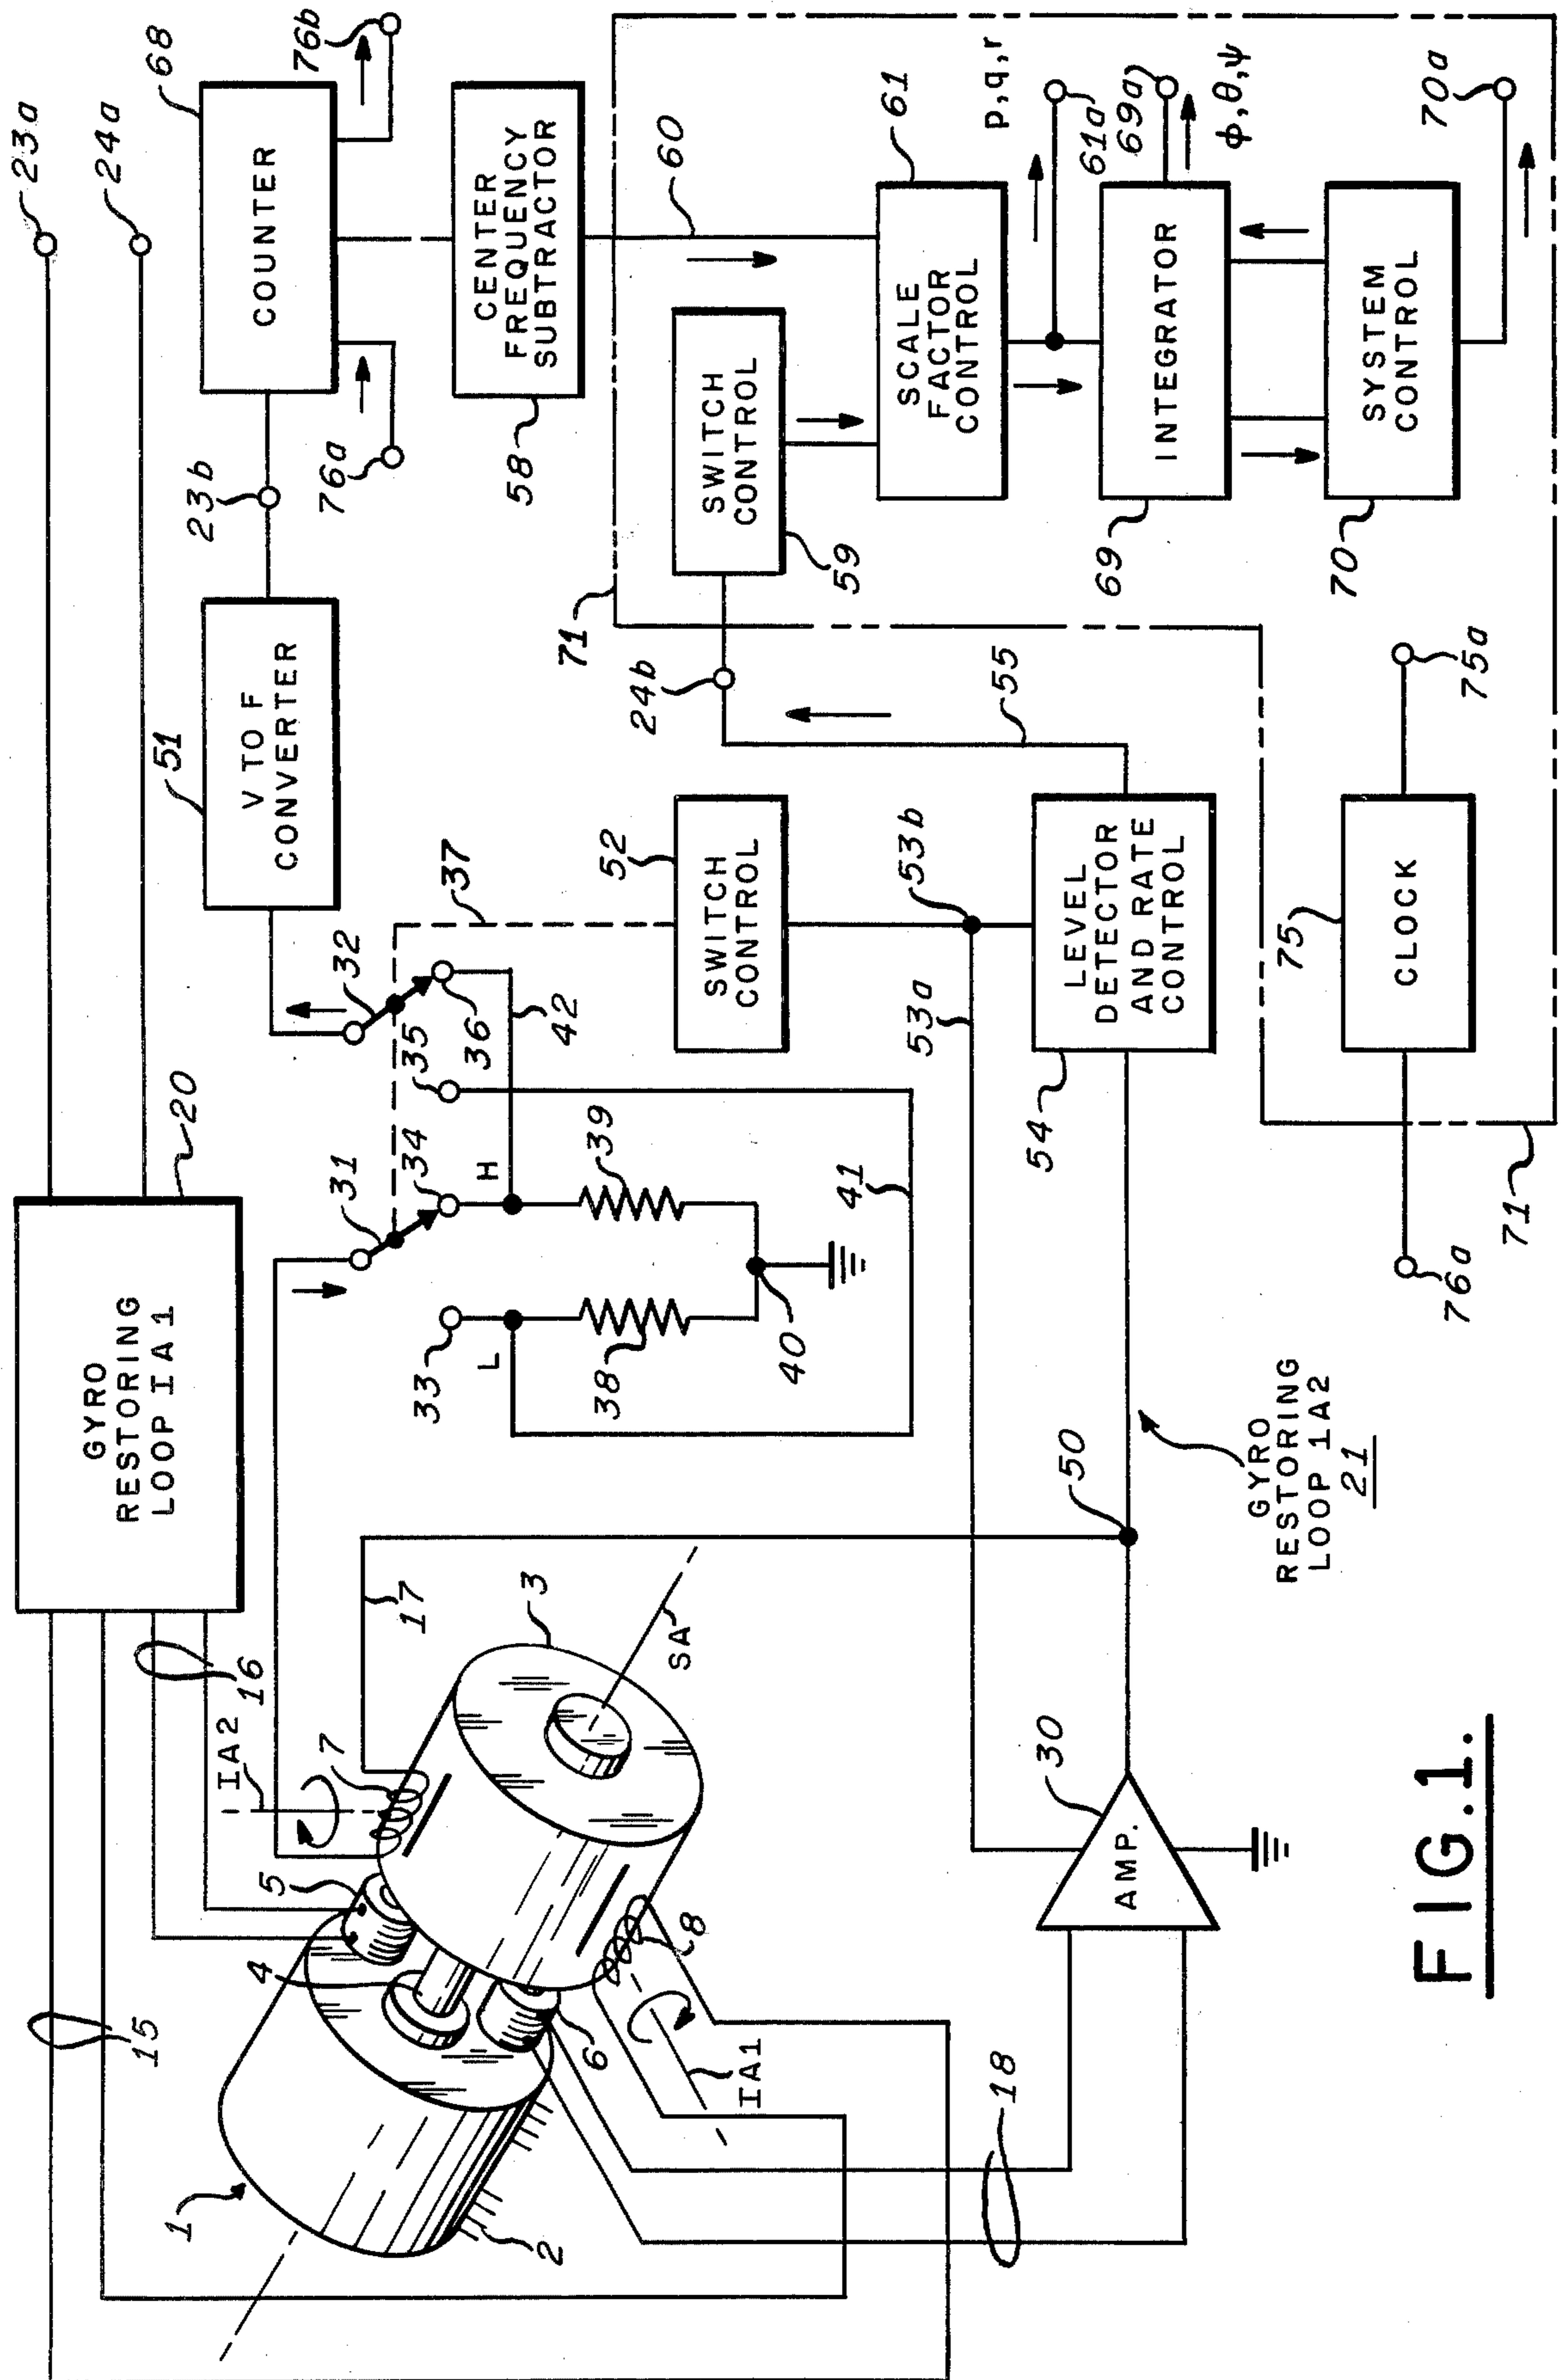 23a
24a
20
GYRO
RESTORING
LOOP IA1
15
16
IA2
7
5
4
1
2
6
8
3
SA
17
IA1
18
31
32
34
35
36
33
L
H
37
38
39
40
41
42
51
V TO F
CONVERTER
23b
68
COUNTER
76a
76b
CENTER
FREQUENCY
SUBTRACTOR
58
60
52
SWITCH
CONTROL
53a
53b
50
30
AMP.
54
LEVEL
DETECTOR
AND RATE
CONTROL
55
24b
71
SWITCH
CONTROL
59
61
SCALE
FACTOR
CONTROL
p,q,r
61a
69a
ϕ,θ,ψ
INTEGRATOR
69
SYSTEM
CONTROL
70
70a
75
CLOCK
75a
76a
71
GYRO
RESTORING
LOOP 1A2
21
FIG.1.